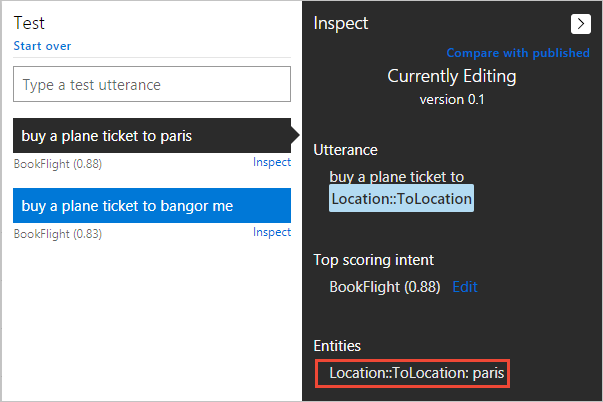 Test
Start over
Type a test utterance
buy a plane ticket to paris
BookFlight (0.88) Inspect
buy a plane ticket to bangor me
BookFlight (0.83) Inspect
Inspect
Compare with published
Currently Editing
version 0.1
Utterance
buy a plane ticket to
Location::ToLocation
Top scoring intent
BookFlight (0.88) Edit
Entities
Location::ToLocation: paris